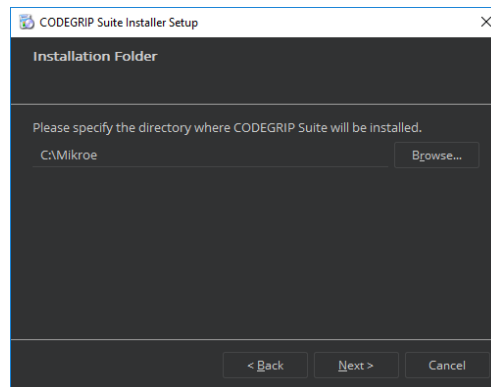 CODEGRIP Suite Installer Setup
Installation Folder
Please specify the directory where CODEGRIP Suite will be installed.
C:\Mikroe
Browse...
< Back
Next >
Cancel